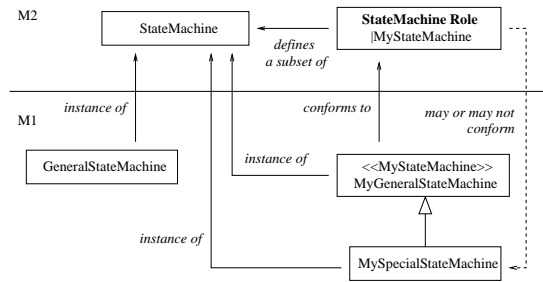 M2
StateMachine
StateMachine Role
|MyStateMachine
defines
a subset of
instance of
conforms to
may or may not
conform
M1
GeneralStateMachine
instance of
<<MyStateMachine>>
MyGeneralStateMachine
instance of
MySpecialStateMachine